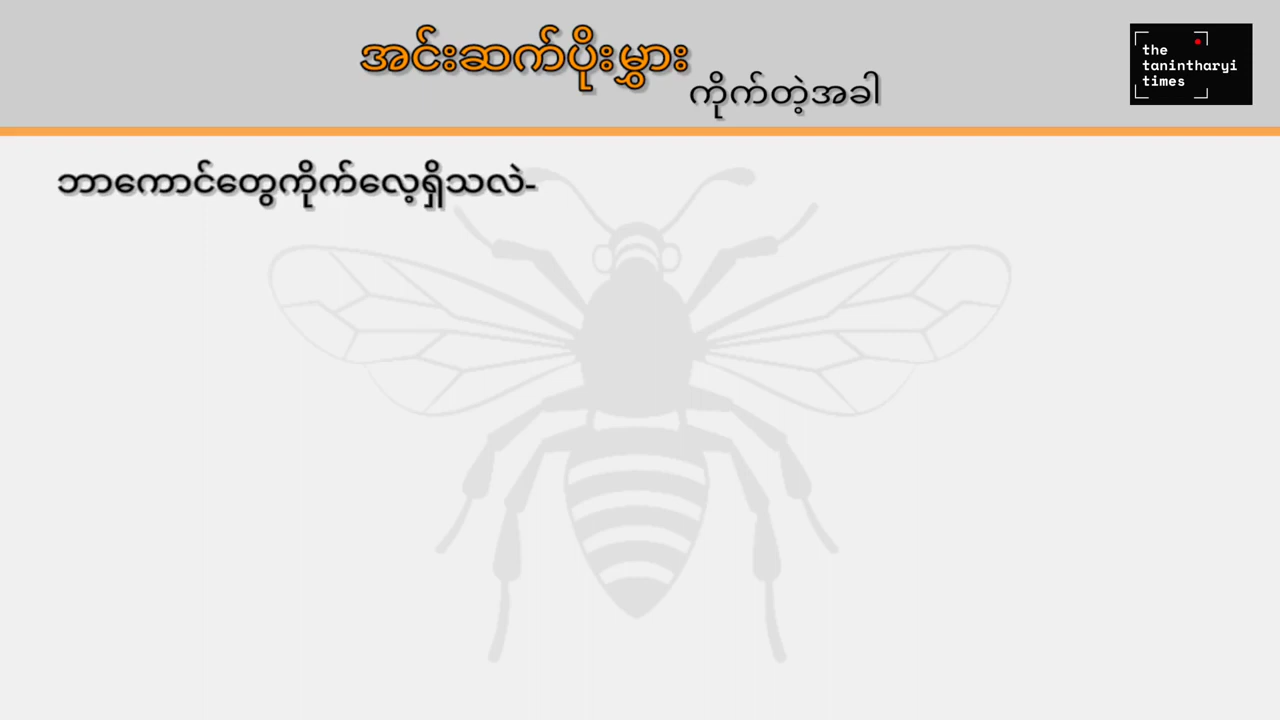 အင်းဆက်ပိုးမွှား
ကိုက်တဲ့အခါ
the
tanintharyi
times
ဘာကောင်တွေကိုက်လေ့ရှိသလဲ-